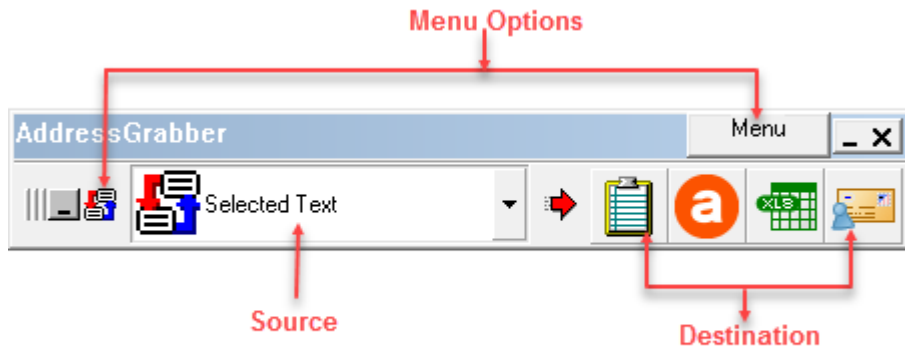 Menu Options
AddressGrabber
Menu
Selected Text
a
XLS
Source
Destination